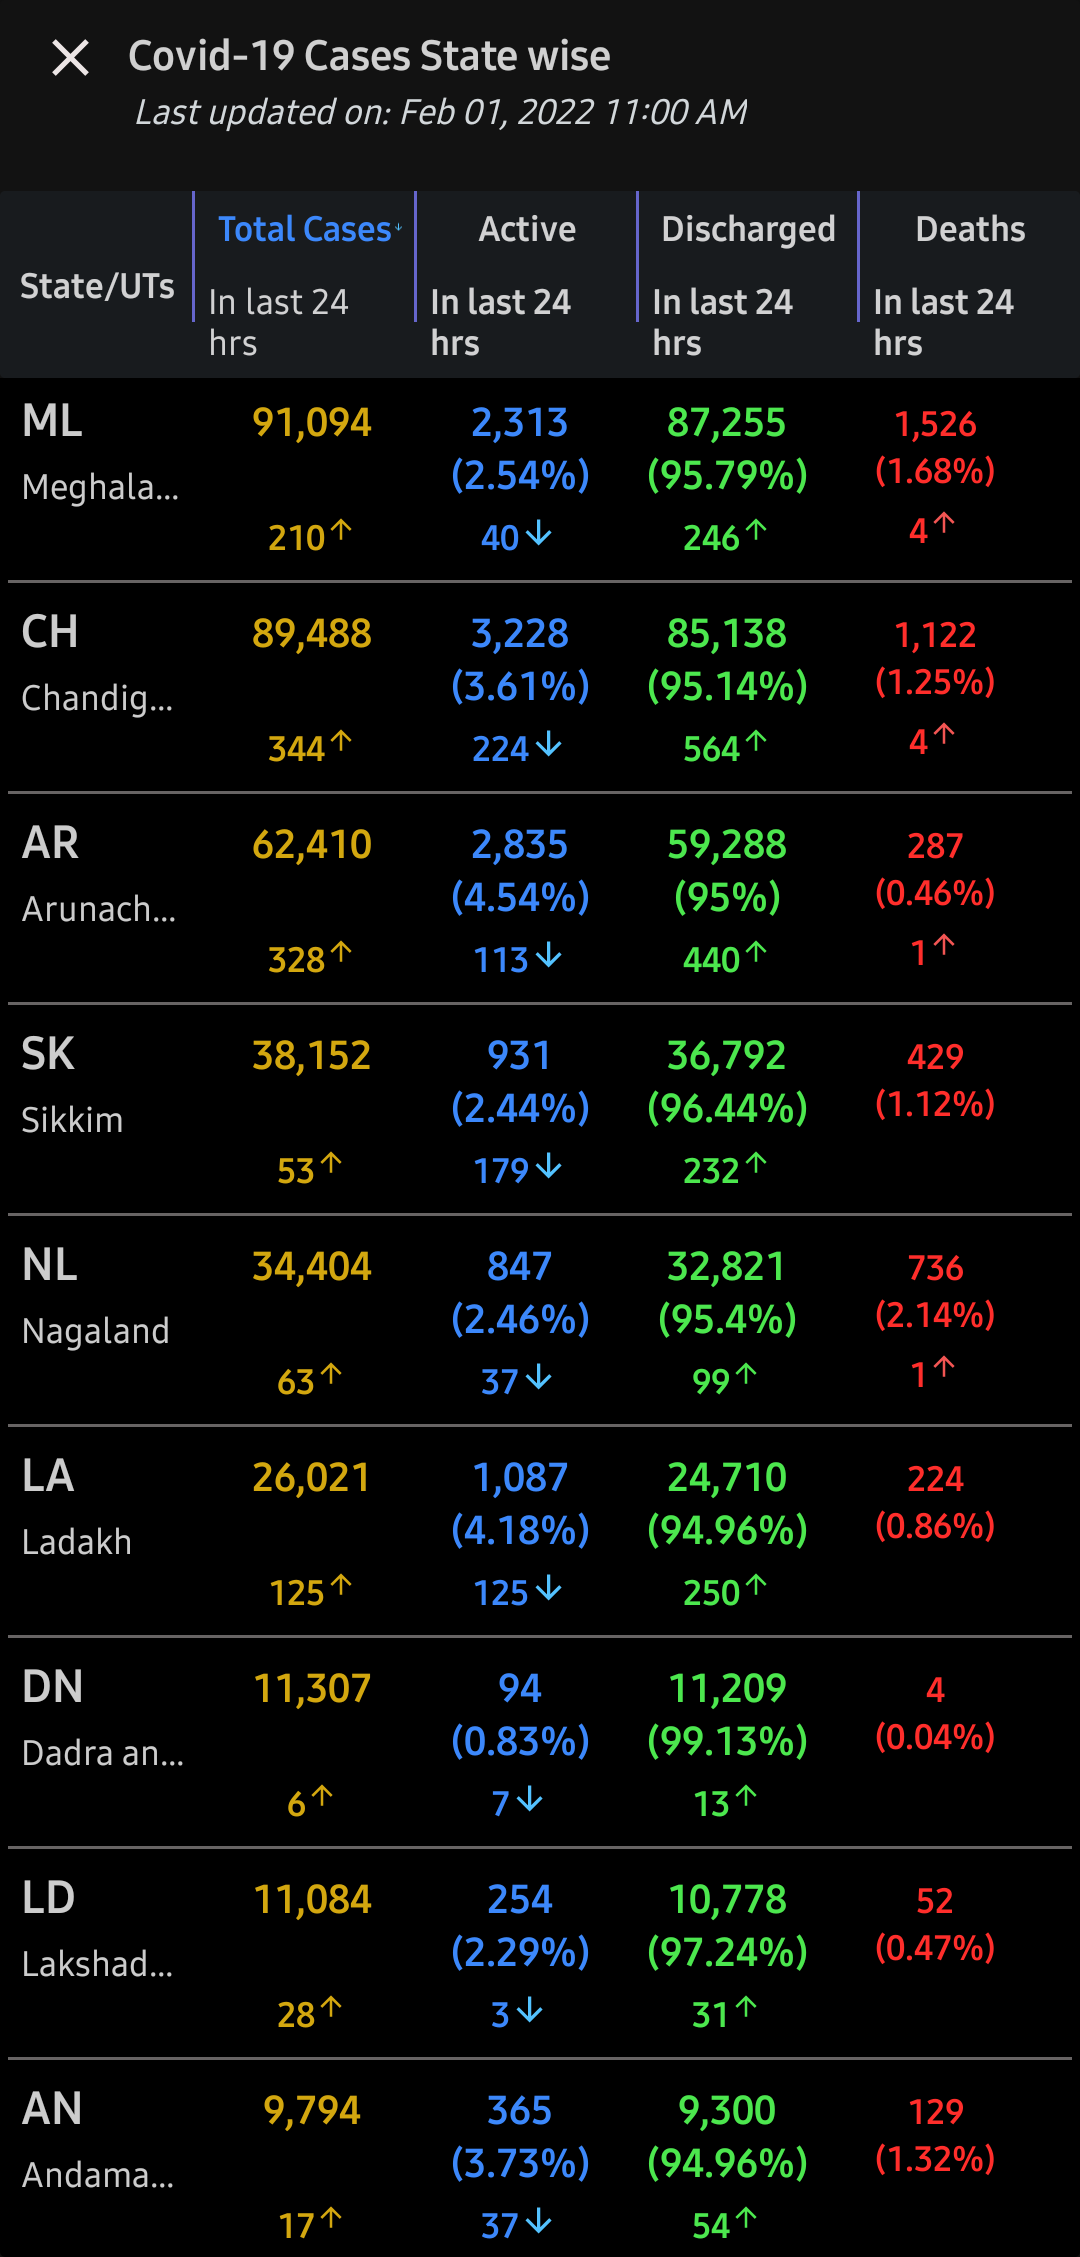 Covid-19 Cases State wise
Last updated on: Feb 01, 2022 11:00 AM
State/UTs
Total Cases↓ Active Discharged Deaths
In last 24 hrs In last 24 hrs In last 24 hrs In last 24 hrs
ML 91,094 2,313 87,255 1,526
Meghala... (2.54%) (95.79%) (1.68%)
210↑ 40↓ 246↑ 4↑
CH 89,488 3,228 85,138 1,122
Chandig... (3.61%) (95.14%) (1.25%)
344↑ 224↓ 564↑ 4↑
AR 62,410 2,835 59,288 287
Arunach... (4.54%) (95%) (0.46%)
328↑ 113↓ 440↑ 1↑
SK 38,152 931 36,792 429
Sikkim (2.44%) (96.44%) (1.12%)
53↑ 179↓ 232↑
NL 34,404 847 32,821 736
Nagaland (2.46%) (95.4%) (2.14%)
63↑ 37↓ 99↑ 1↑
LA 26,021 1,087 24,710 224
Ladakh (4.18%) (94.96%) (0.86%)
125↑ 125↓ 250↑
DN 11,307 94 11,209 4
Dadra an... (0.83%) (99.13%) (0.04%)
6↑ 7↓ 13↑
LD 11,084 254 10,778 52
Lakshad... (2.29%) (97.24%) (0.47%)
28↑ 3↓ 31↑
AN 9,794 365 9,300 129
Andama... (3.73%) (94.96%) (1.32%)
17↑ 37↓ 54↑